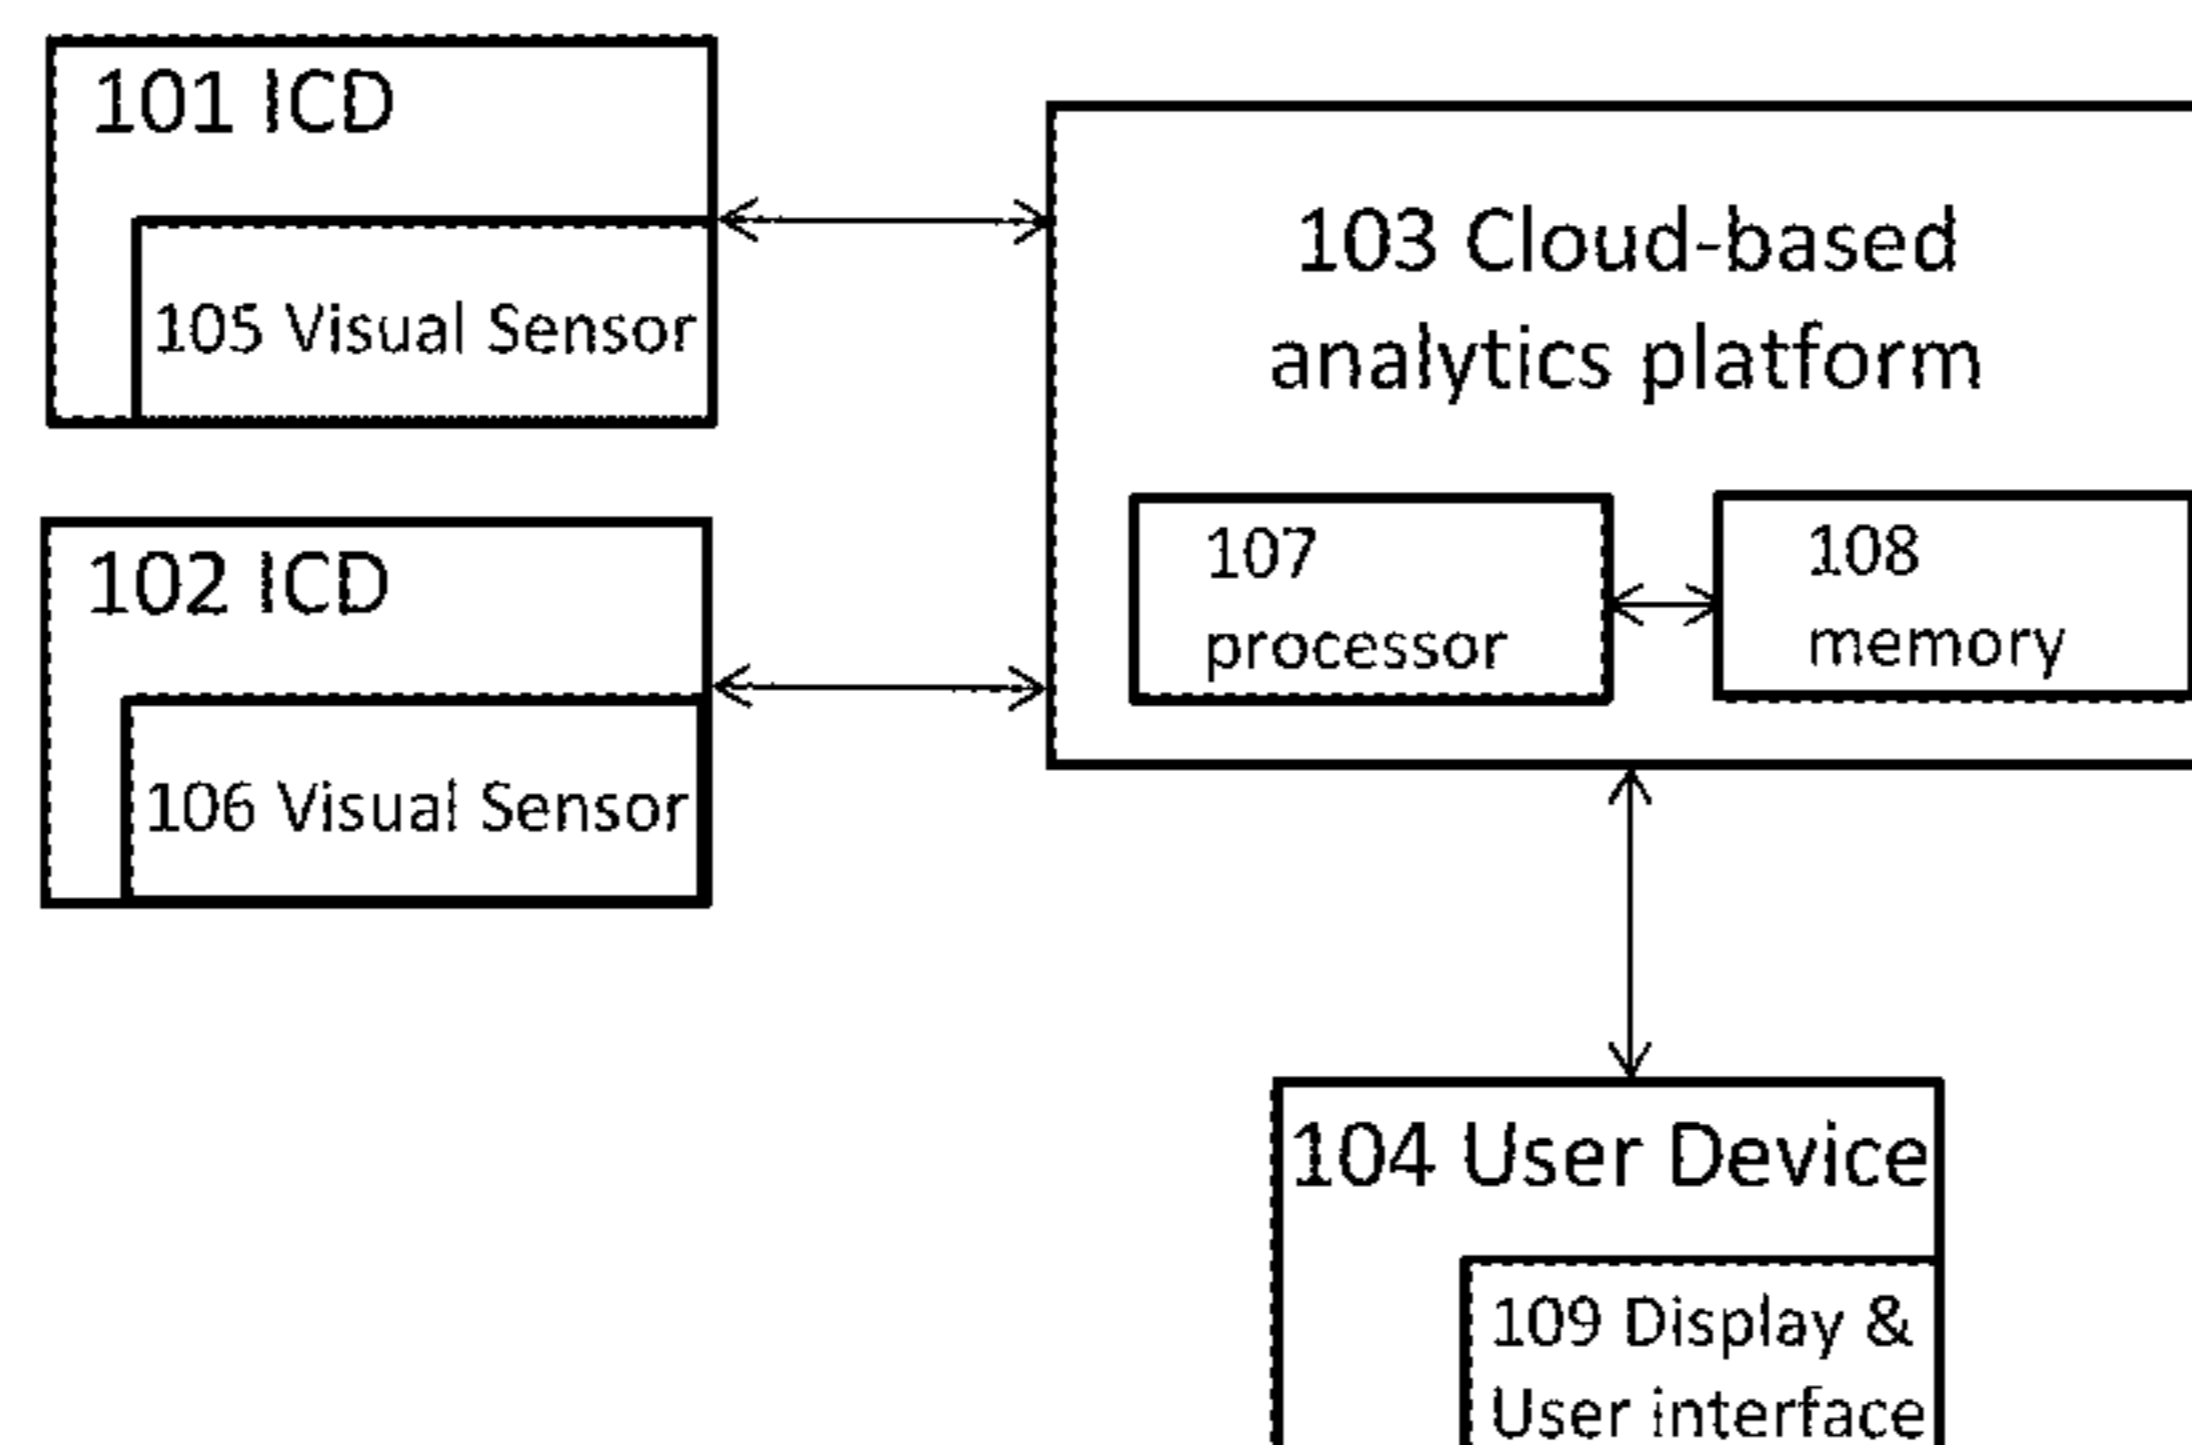 101 ICD
105 Visual Sensor
102 ICD
106 Visual Sensor
103 Cloud-based
analytics platform
107
processor
108
memory
104 User Device
109 Display &
User interface